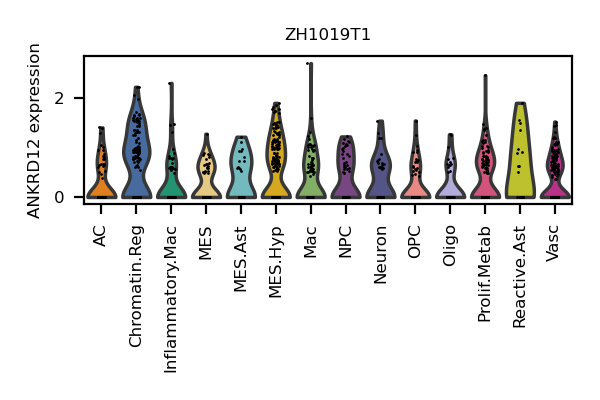 ZH1019T1
ANKRD12 expression
2
0
AC
Chromatin.Reg
Inflammatory.Mac
MES
MES.Ast
MES.Hyp
Mac
NPC
Neuron
OPC
Oligo
Prolif.Metab
Reactive.Ast
Vasc